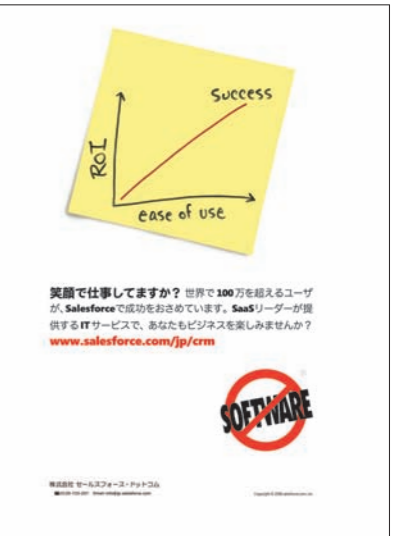 Success
ROI
ease of use
笑顔で仕事してますか？ 世界で100万を超えるユーザ
が、Salesforceで成功をおさめています。SaaSリーダーが提
供するITサービスで、あなたもビジネスを楽しみませんか？
www.salesforce.com/jp/crm
SOFTWARE
株式会社 セールスフォース・ドットコム